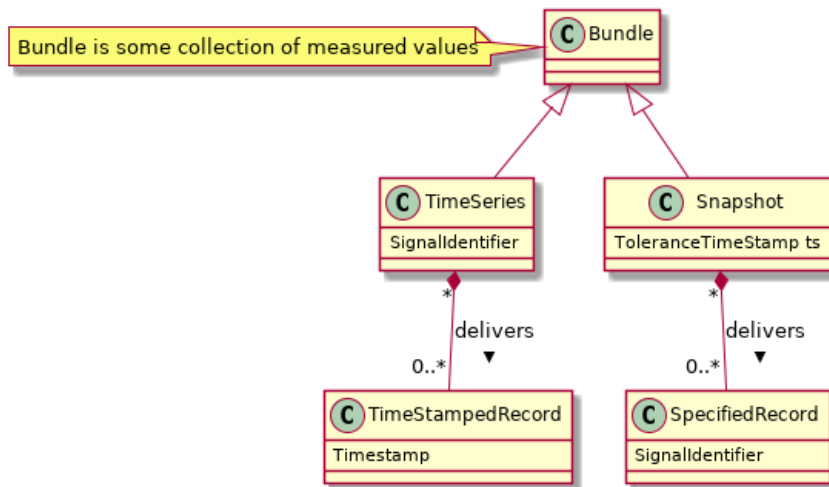 Bundle is some collection of measured values
C Bundle
C TimeSeries
SignalIdentifier
C Snapshot
ToleranceTimeStamp ts
*
delivers
0..*
*
delivers
0..*
C TimeStampedRecord
Timestamp
C SpecifiedRecord
SignalIdentifier